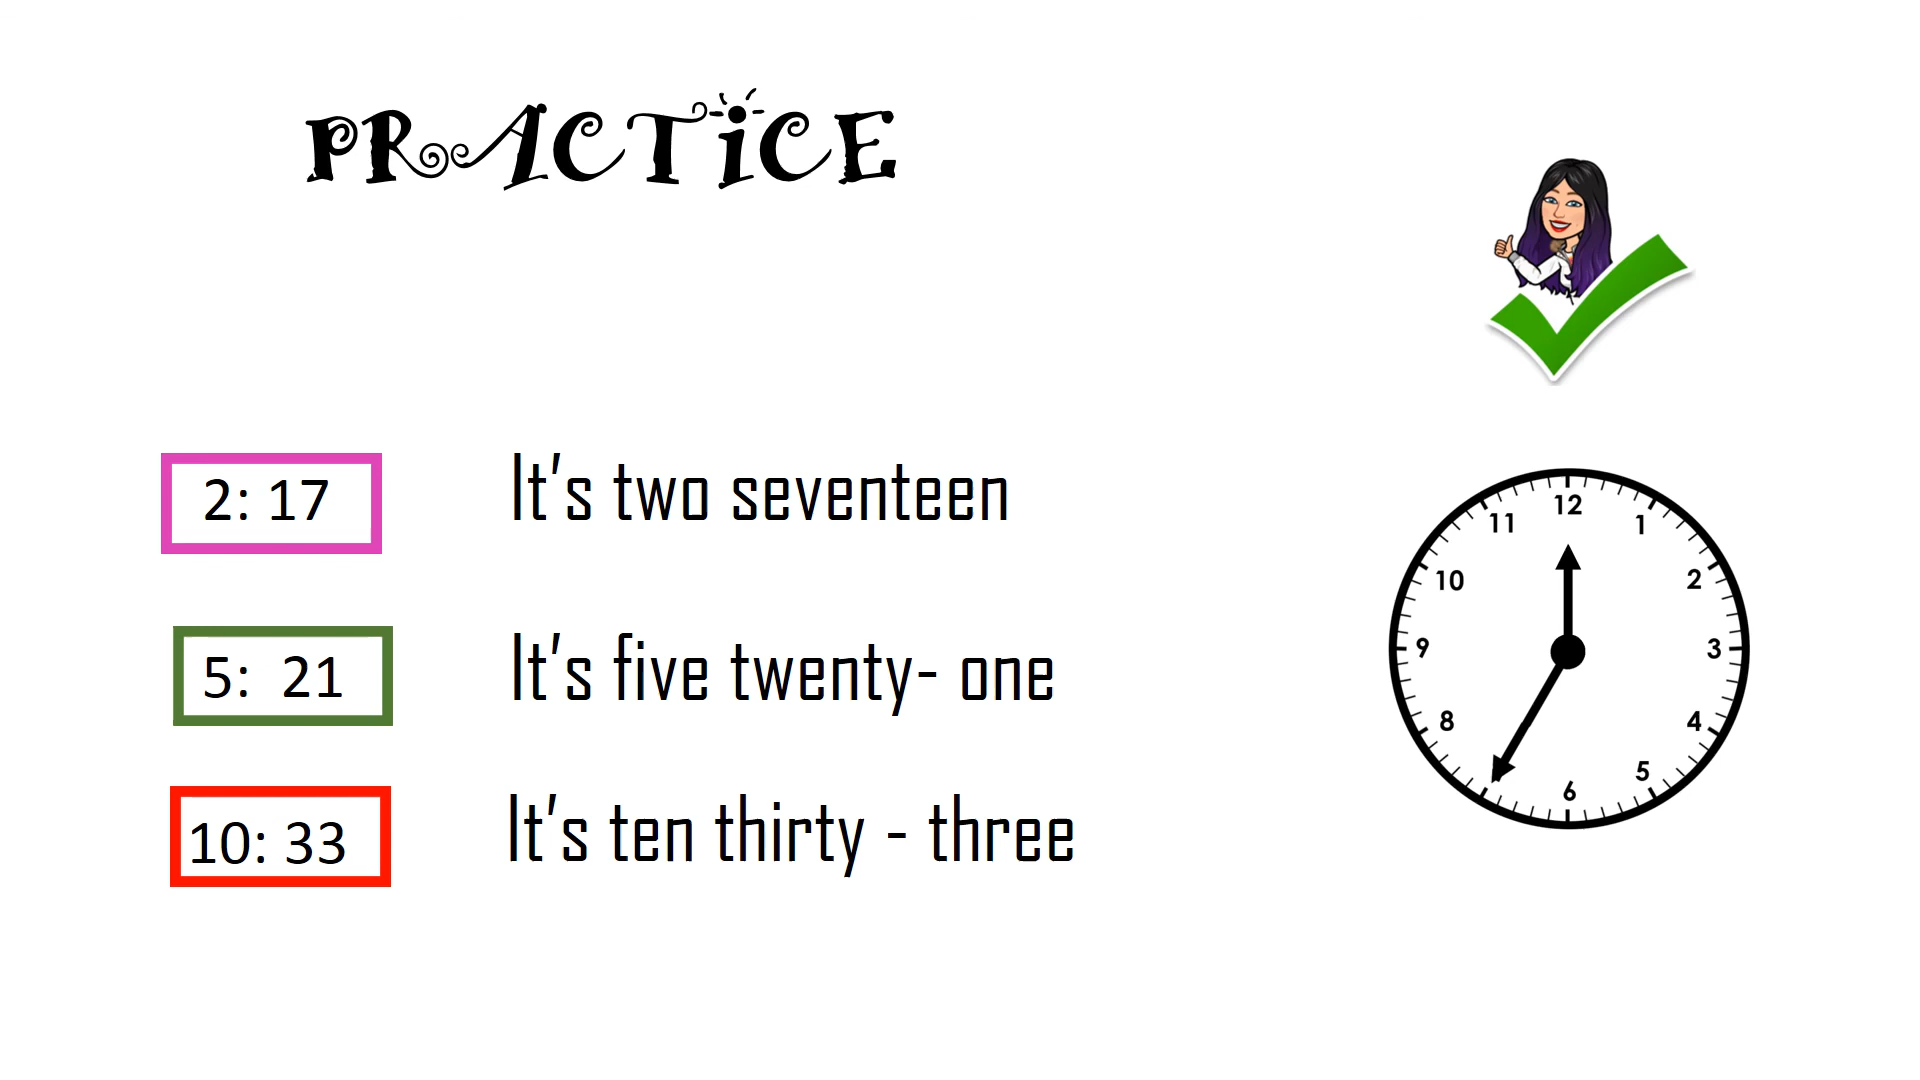 PRACTICE
2: 17 It's two seventeen
5: 21 It's five twenty- one
10: 33 It's ten thirty - three
12
11 1
10 2
9 3
8 4
5
6